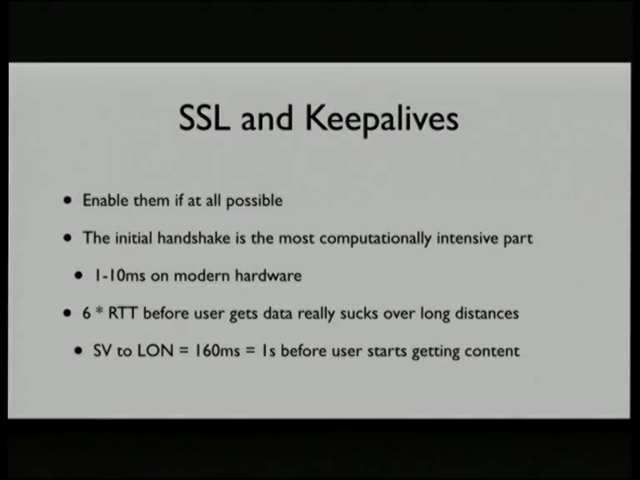 SSL and Keepalives
• Enable them if at all possible
• The initial handshake is the most computationally intensive part
• 1-10ms on modern hardware
• 6 * RTT before user gets data really sucks over long distances
• SV to LON = 160ms = 1s before user starts getting content